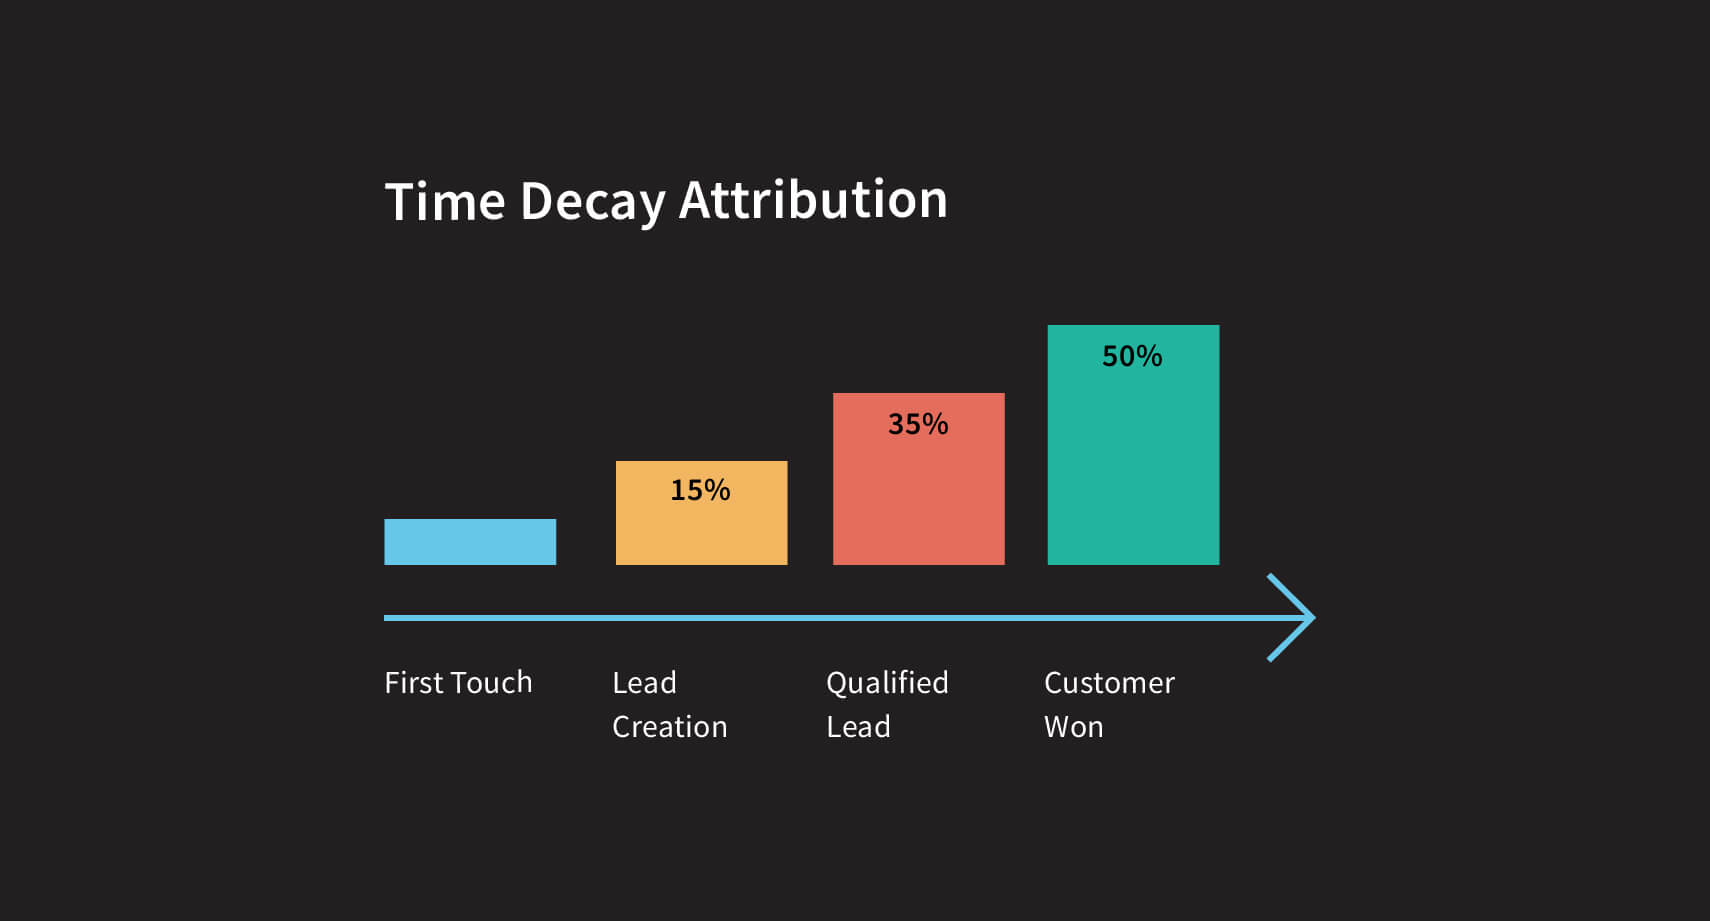 Time Decay Attribution
50%
35%
15%
First Touch
Lead
Creation
Qualified
Lead
Customer
Won